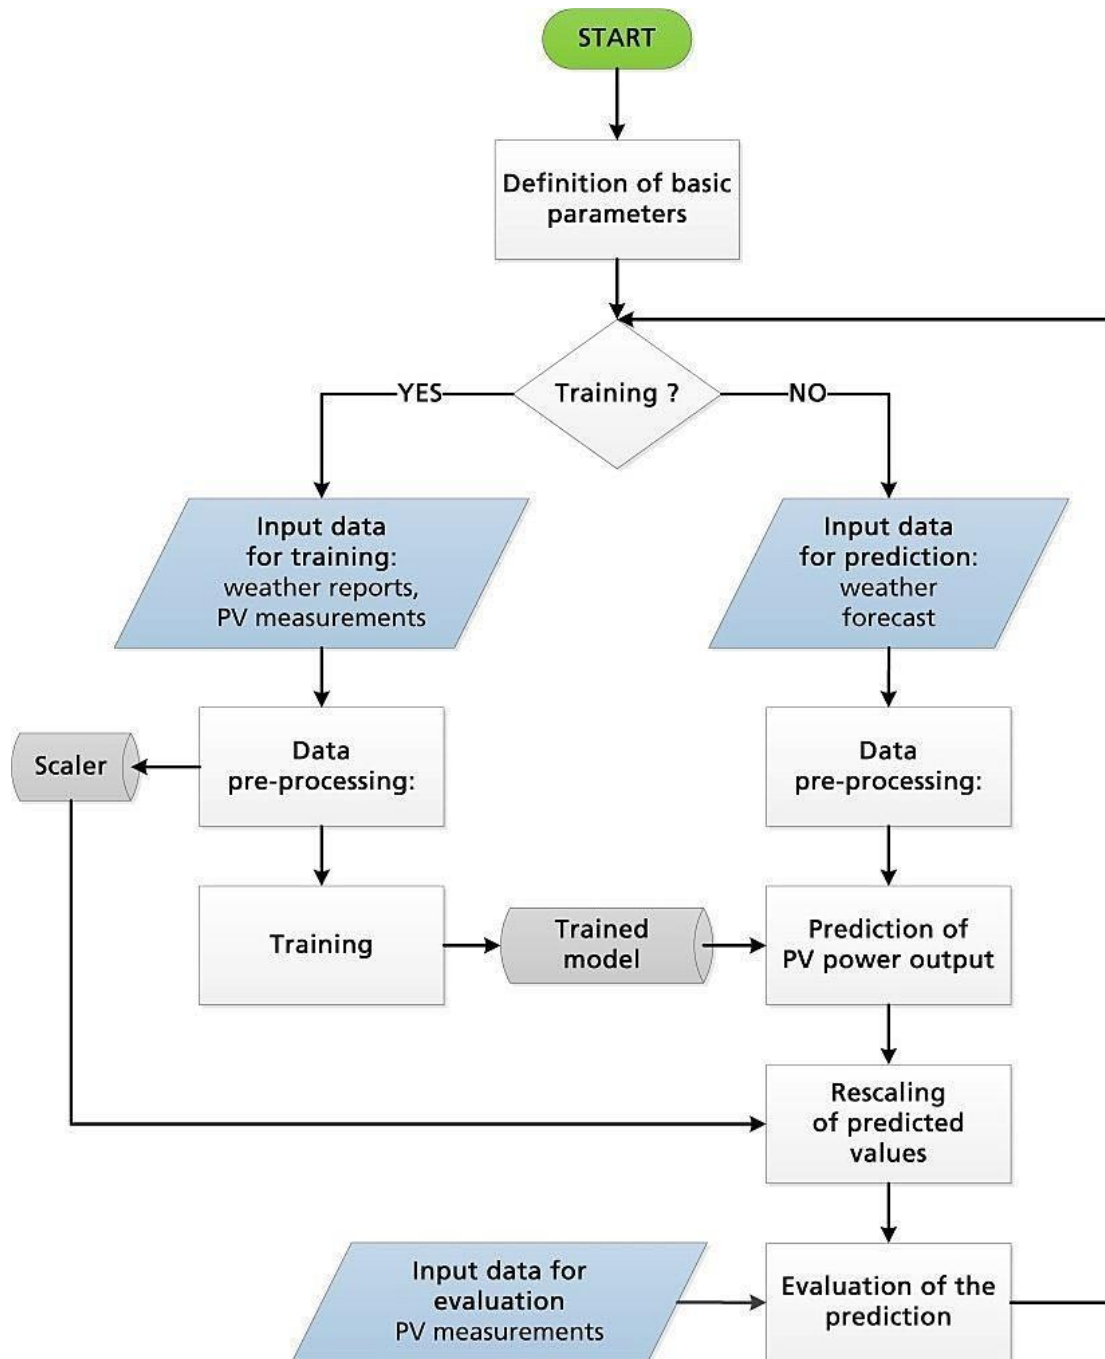 START
Definition of basic
parameters
Training ?
YES
NO
Input data
for training:
weather reports,
PV measurements
Input data
for prediction:
weather
forecast
Scaler
Data
pre-processing:
Data
pre-processing:
Training
Trained
model
Prediction of
PV power output
Rescaling
of predicted
values
Input data for
evaluation
PV measurements
Evaluation of the
prediction